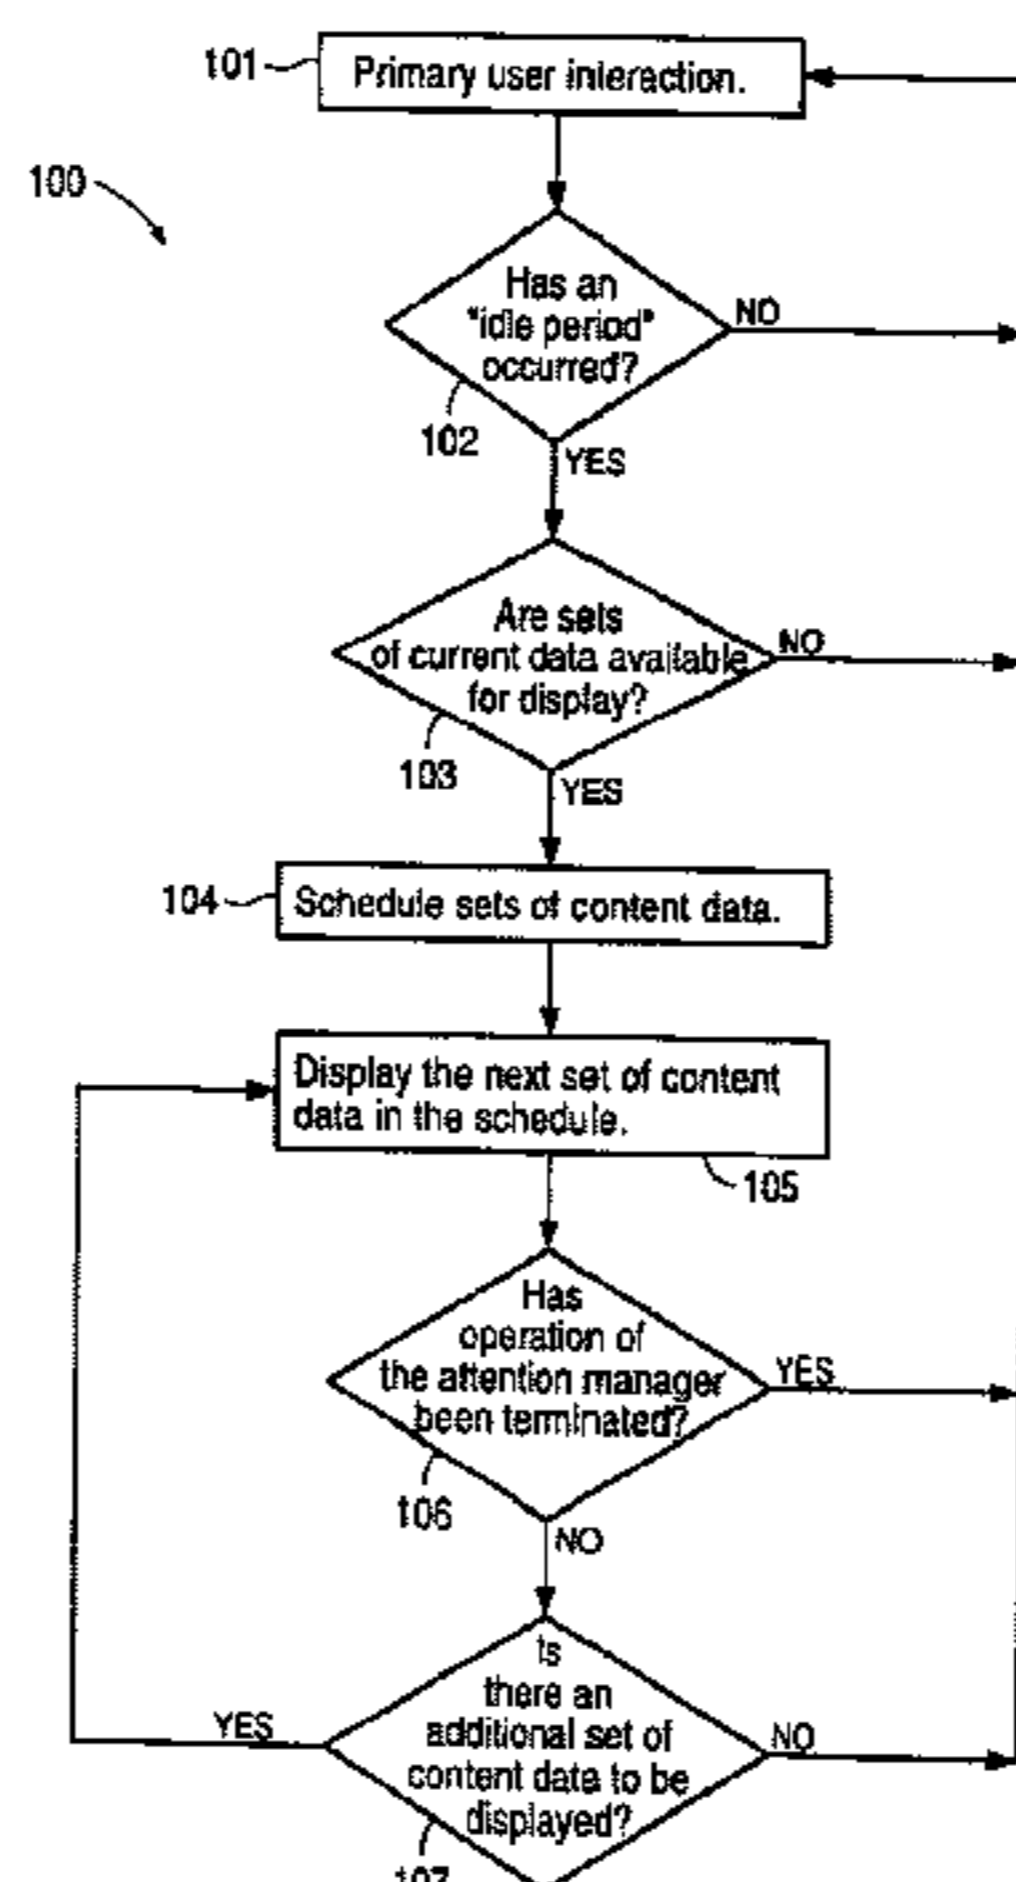 101
Primary user interaction.
100
Has an
"idle period"
occurred?
NO
102
YES
Are sets
of current data available
for display?
NO
103
YES
104
Schedule sets of content data.
Display the next set of content
data in the schedule.
105
Has
operation of
the attention manager
been terminated?
YES
106
NO
Is
there an
additional set of
content data to be
displayed?
YES
NO
107